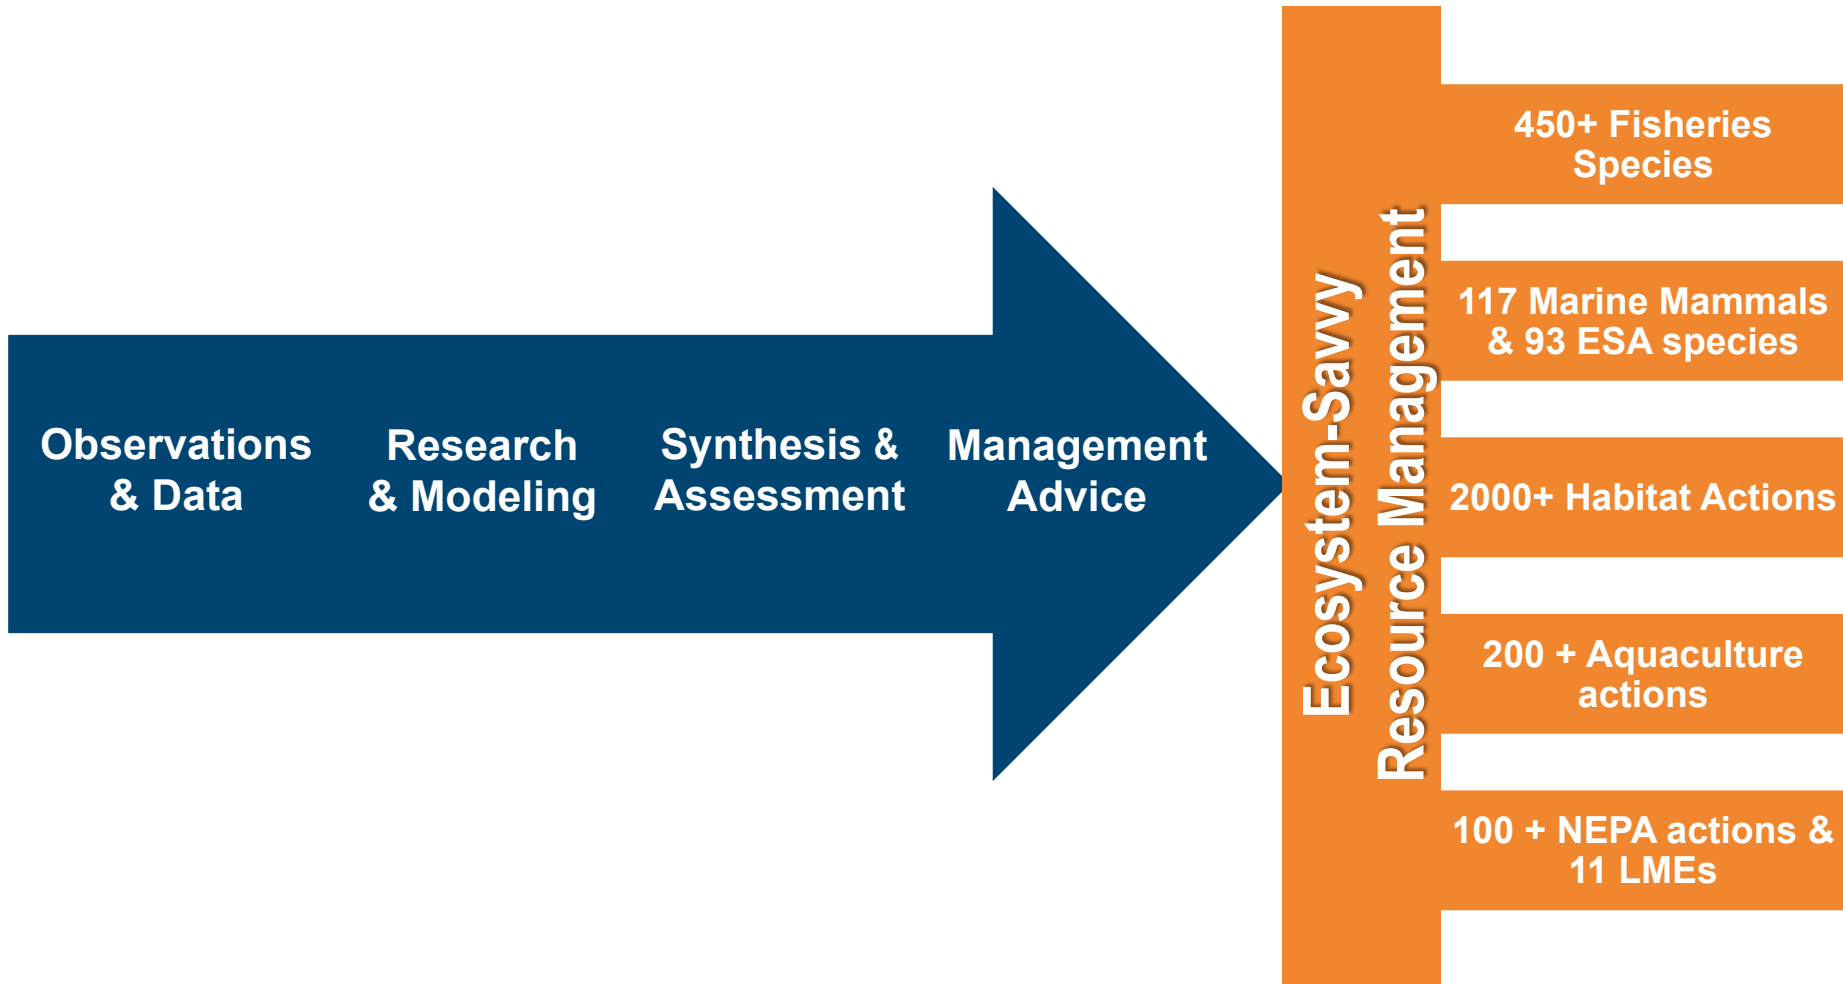 Observations
& Data
Research
& Modeling
Synthesis &
Assessment
Management
Advice
Ecosystem-Savvy
Resource Management
450+ Fisheries
Species
117 Marine Mammals
& 93 ESA species
2000+ Habitat Actions
200 + Aquaculture
actions
100 + NEPA actions &
11 LMEs